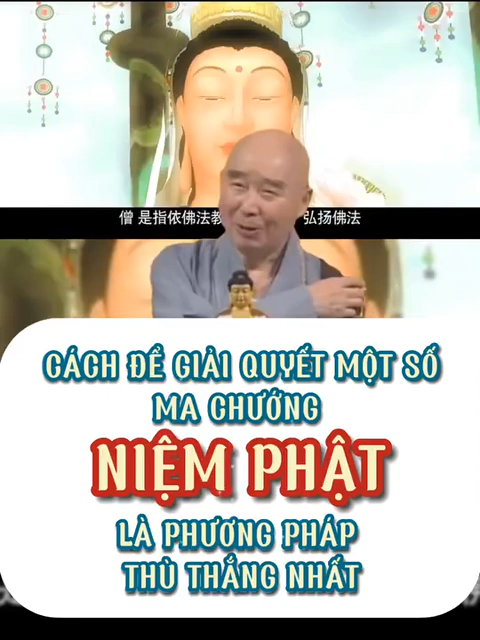 僧 是指依佛法教 弘扬佛法
CÁCH ĐỂ GIẢI QUYẾT MỘT SỐ
MA CHƯỚNG
NIỆM PHẬT
LÀ PHƯƠNG PHÁP
THÙ THẮNG NHẤT